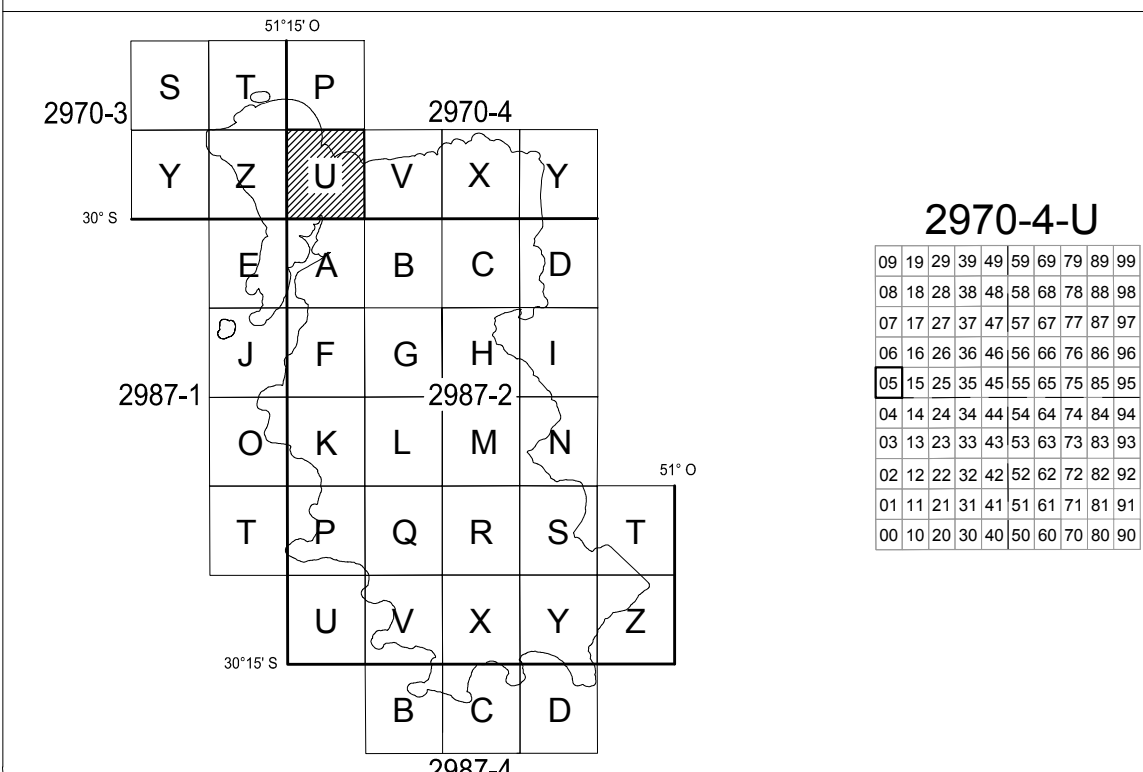 51°15' O
S T P
2970-3 2970-4
Y Z U V X Y
30° S
E A B C D
J F G H I
2987-1 2987-2
O K L M N
51° O
T P Q R S T
U V X Y Z
30°15' S
B C D
2987-4
2970-4-U
09 19 29 39 49 59 69 79 89 99
08 18 28 38 48 58 68 78 88 98
07 17 27 37 47 57 67 77 87 97
06 16 26 36 46 56 66 76 86 96
05 15 25 35 45 55 65 75 85 95
04 14 24 34 44 54 64 74 84 94
03 13 23 33 43 53 63 73 83 93
02 12 22 32 42 52 62 72 82 92
01 11 21 31 41 51 61 71 81 91
00 10 20 30 40 50 60 70 80 90